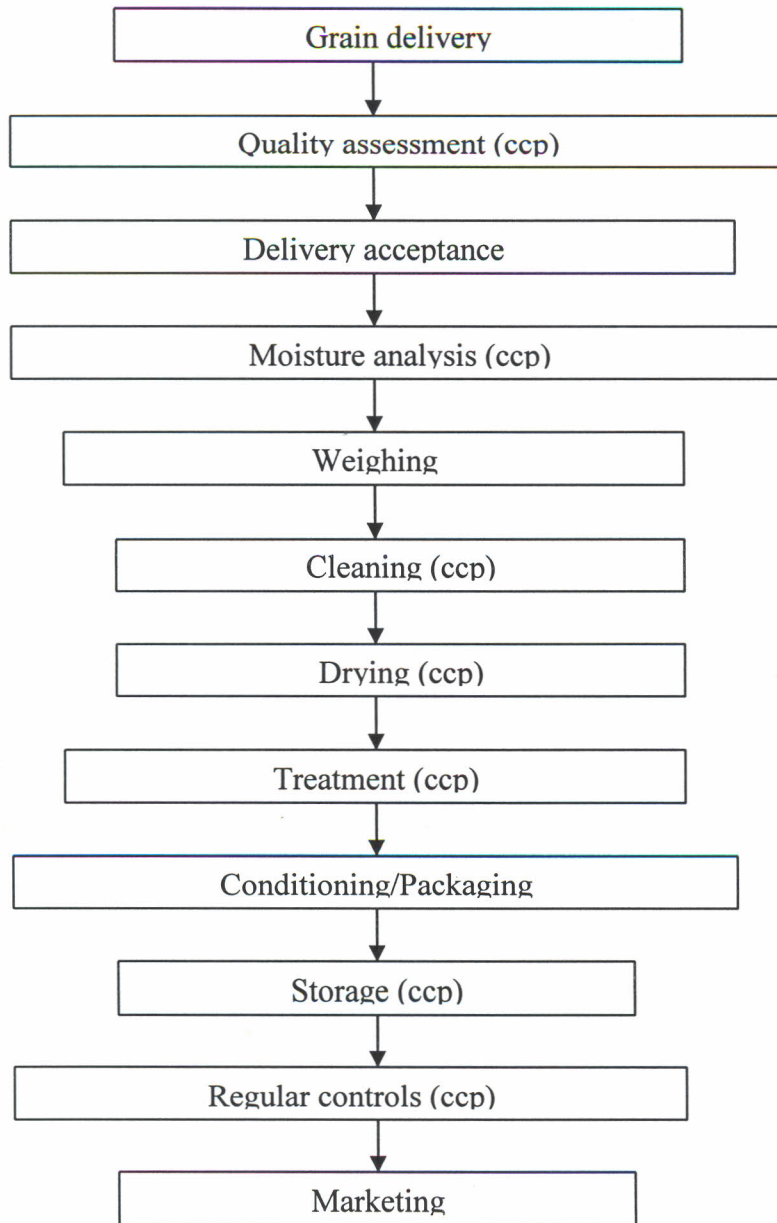 Grain delivery
Quality assessment (ccp)
Delivery acceptance
Moisture analysis (ccp)
Weighing
Cleaning (ccp)
Drying (ccp)
Treatment (ccp)
Conditioning/Packaging
Storage (ccp)
Regular controls (ccp)
Marketing